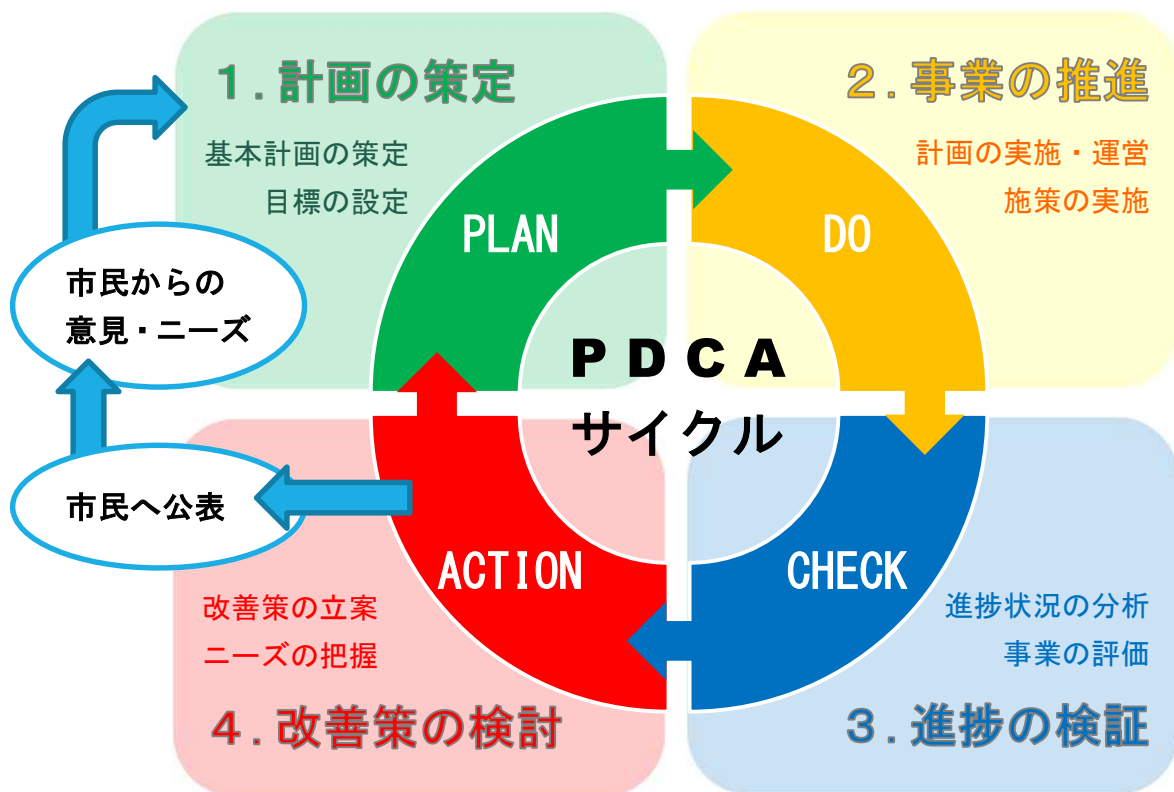 1.計画の策定
基本計画の策定
目標の設定
PLAN
2.事業の推進
計画の実施・運営
施策の実施
DO
市民からの
意見・ニーズ
市民へ公表
PDCA
サイクル
ACTION
改善策の立案
ニーズの把握
4.改善策の検討
CHECK
進捗状況の分析
事業の評価
3.進捗の検証